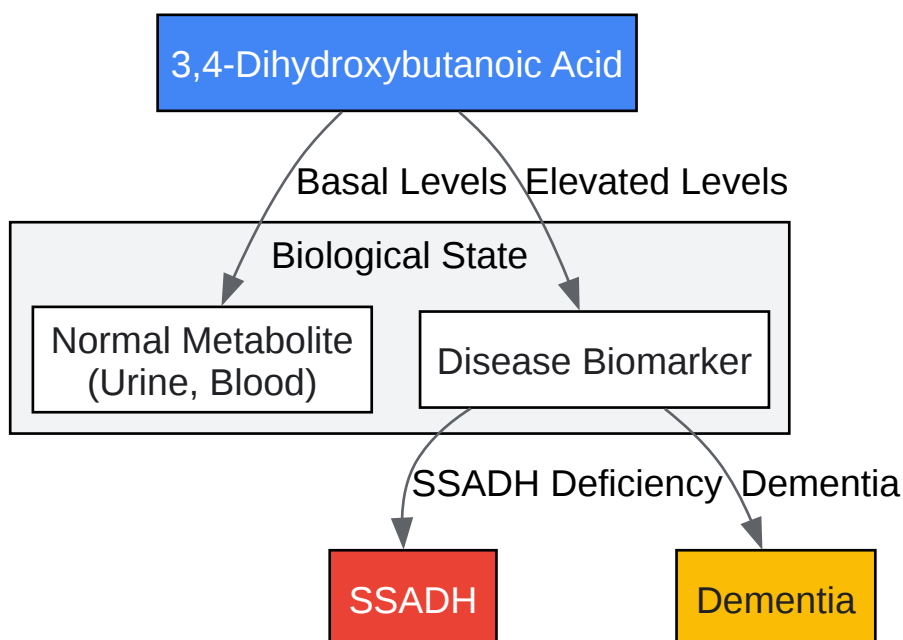 3,4-Dihydroxybutanoic Acid
Basal Levels
Elevated Levels
Biological State
Normal Metabolite
(Urine, Blood)
Disease Biomarker
SSADH Deficiency
Dementia
SSADH
Dementia